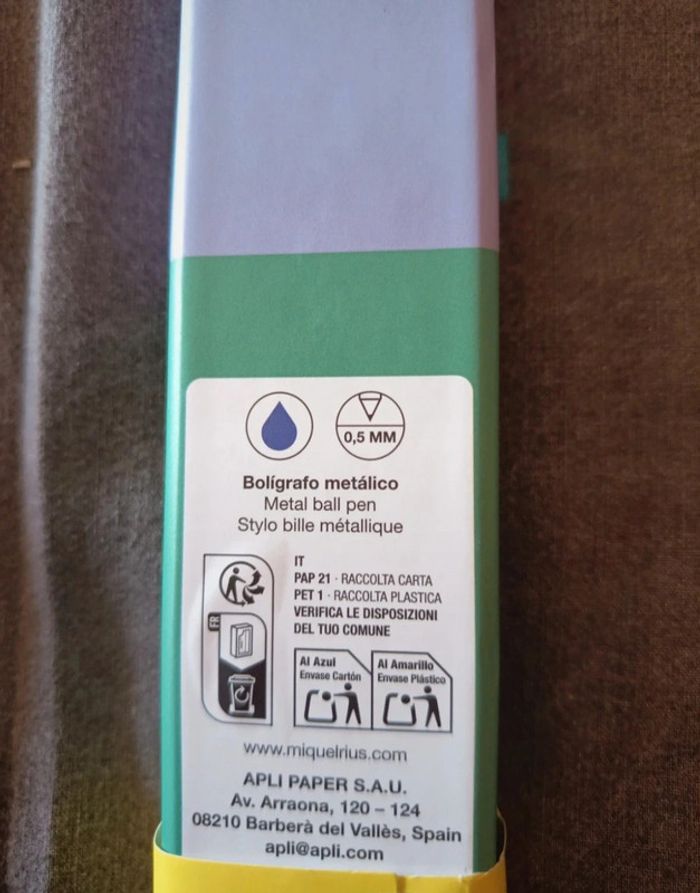 0,5 MM
Bolígrafo metálico
Metal ball pen
Stylo bille métallique
IT
PAP 21 · RACCOLTA CARTA
PET 1 · RACCOLTA PLASTICA
VERIFICA LE DISPOSIZIONI
DEL TUO COMUNE
FR
Al Azul
Envase Cartón
Al Amarillo
Envase Plástico
www.miquelrius.com
APLI PAPER S.A.U.
Av. Arraona, 120 – 124
08210 Barberà del Vallès, Spain
apli@apli.com